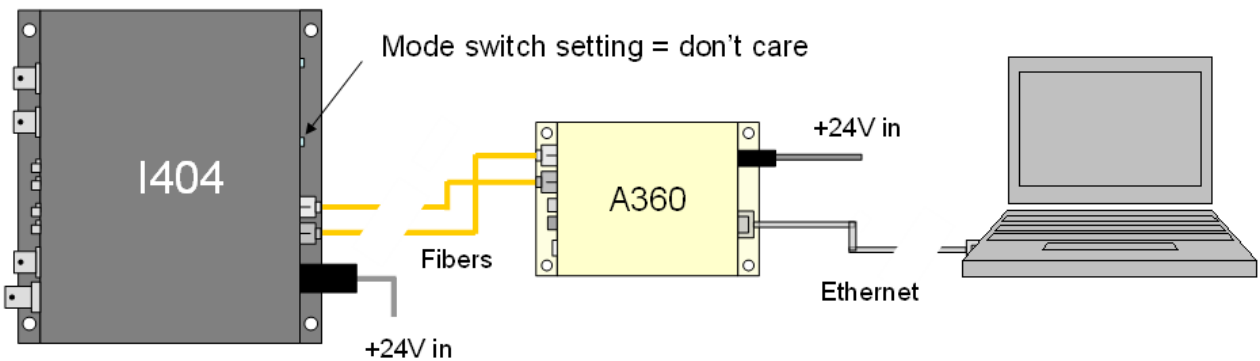 Mode switch setting = don't care
I404
+24V in
A360
Fibers
Ethernet
+24V in